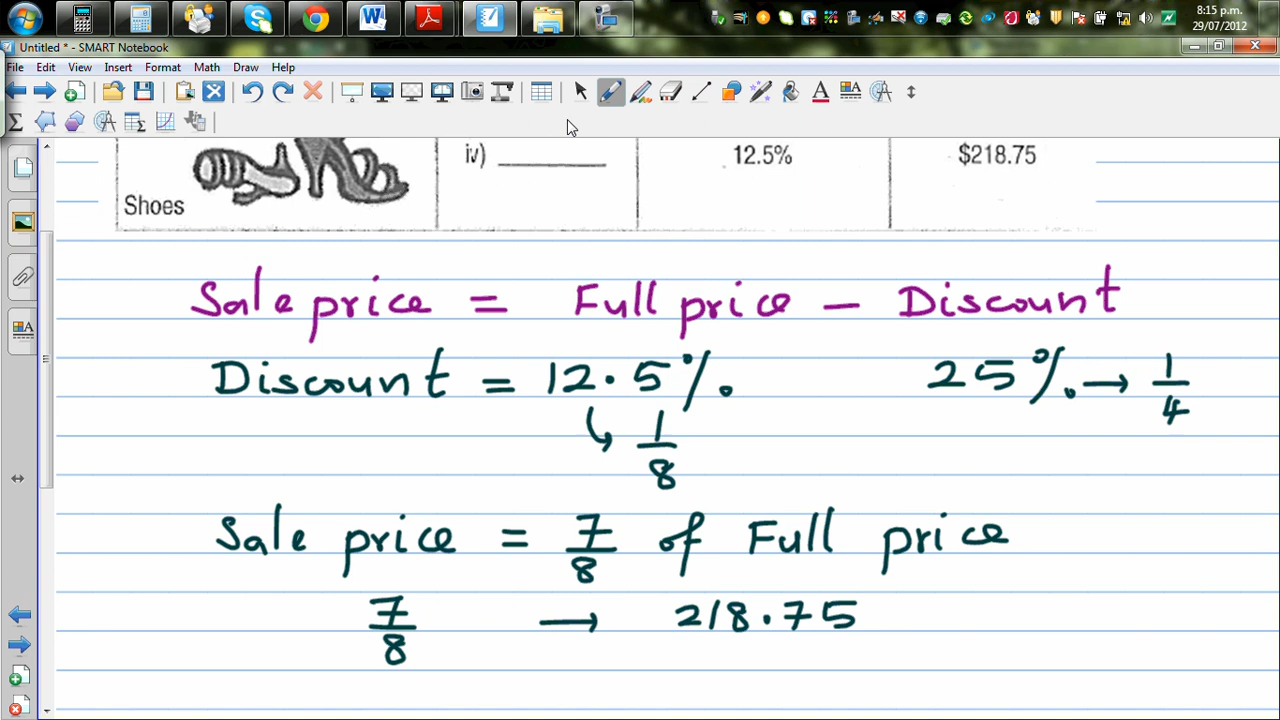 8:15 p.m.
29/07/2012
Untitled * - SMART Notebook
File Edit View Insert Format Math Draw Help
iv) 12.5% $218.75
Shoes
Sale price = Full price - Discount
Discount = 12.5% 25% → 1/4
↳ 1/8
Sale price = 7/8 of Full price
7/8 → 218.75